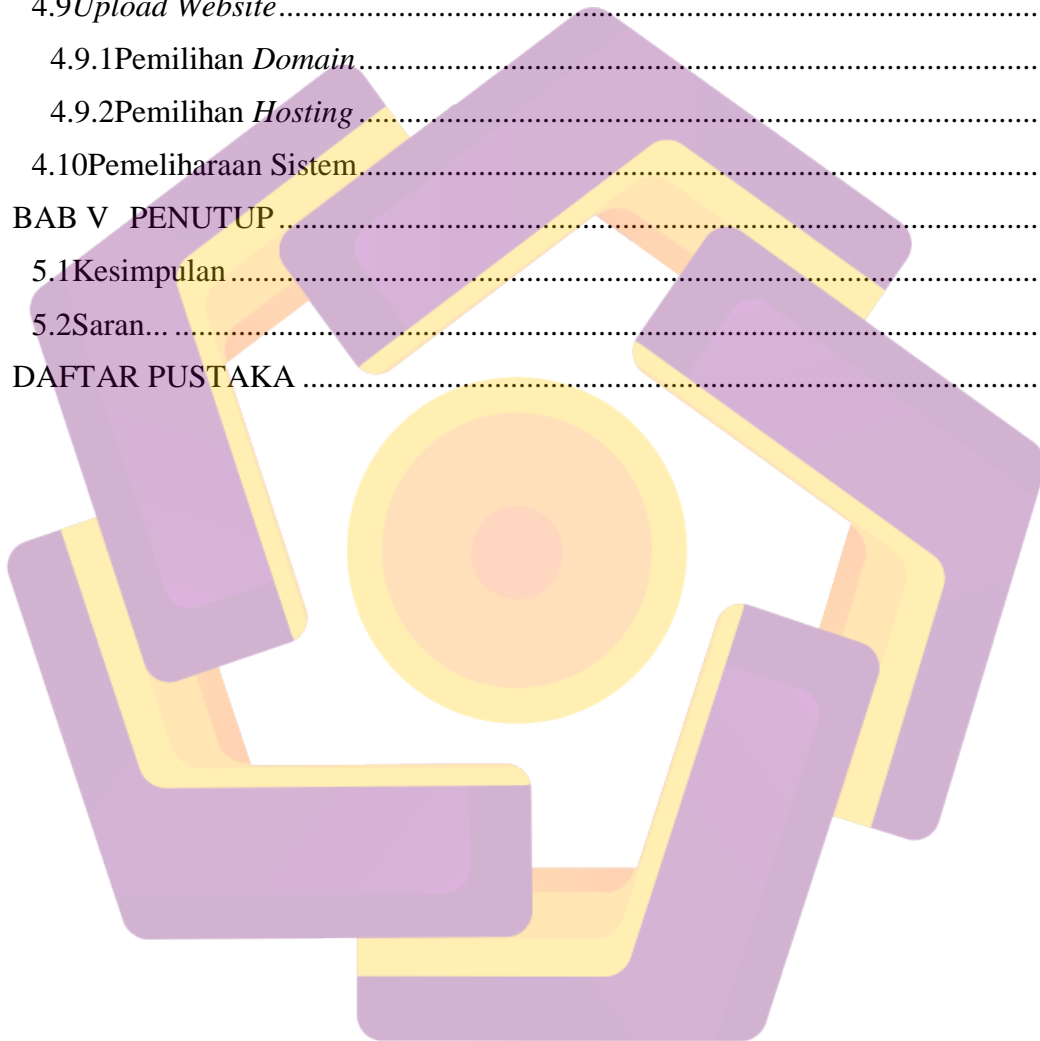 4.9Upload Website........................................................................................................
4.9.1Pemilihan Domain..............................................................................................
4.9.2Pemilihan Hosting..............................................................................................
4.10Pemeliharaan Sistem............................................................................................
BAB V PENUTUP........................................................................................................
5.1Kesimpulan..............................................................................................................
5.2Saran... .....................................................................................................................
DAFTAR PUSTAKA ....................................................................................................